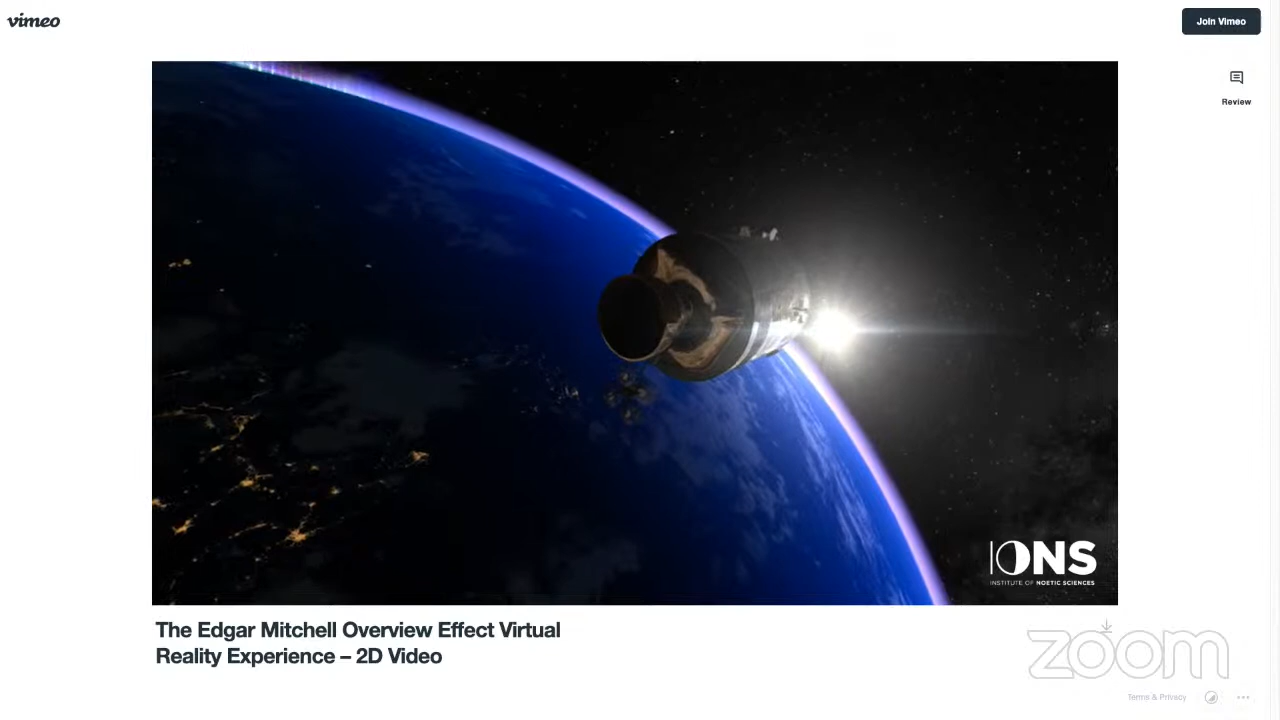 vimeo
Join Vimeo
Review
IONS
INSTITUTE OF NOETIC SCIENCES
The Edgar Mitchell Overview Effect Virtual
Reality Experience – 2D Video
zoom
Terms & Privacy